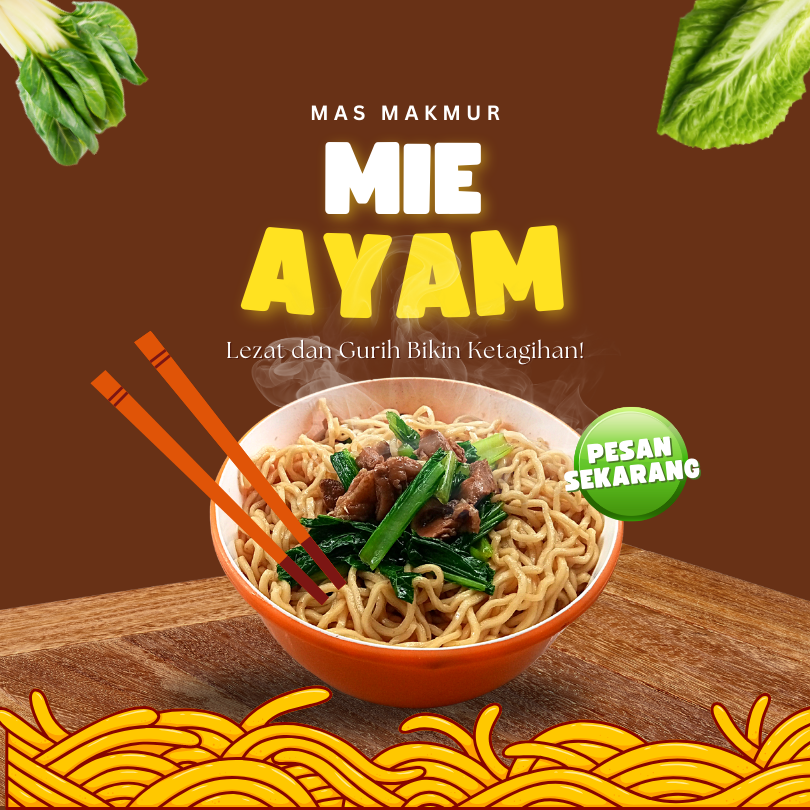 MAS MAKMUR
MIE
AYAM
Lezat dan Gurih Bikin Ketagihan!
PESAN
SEKARANG